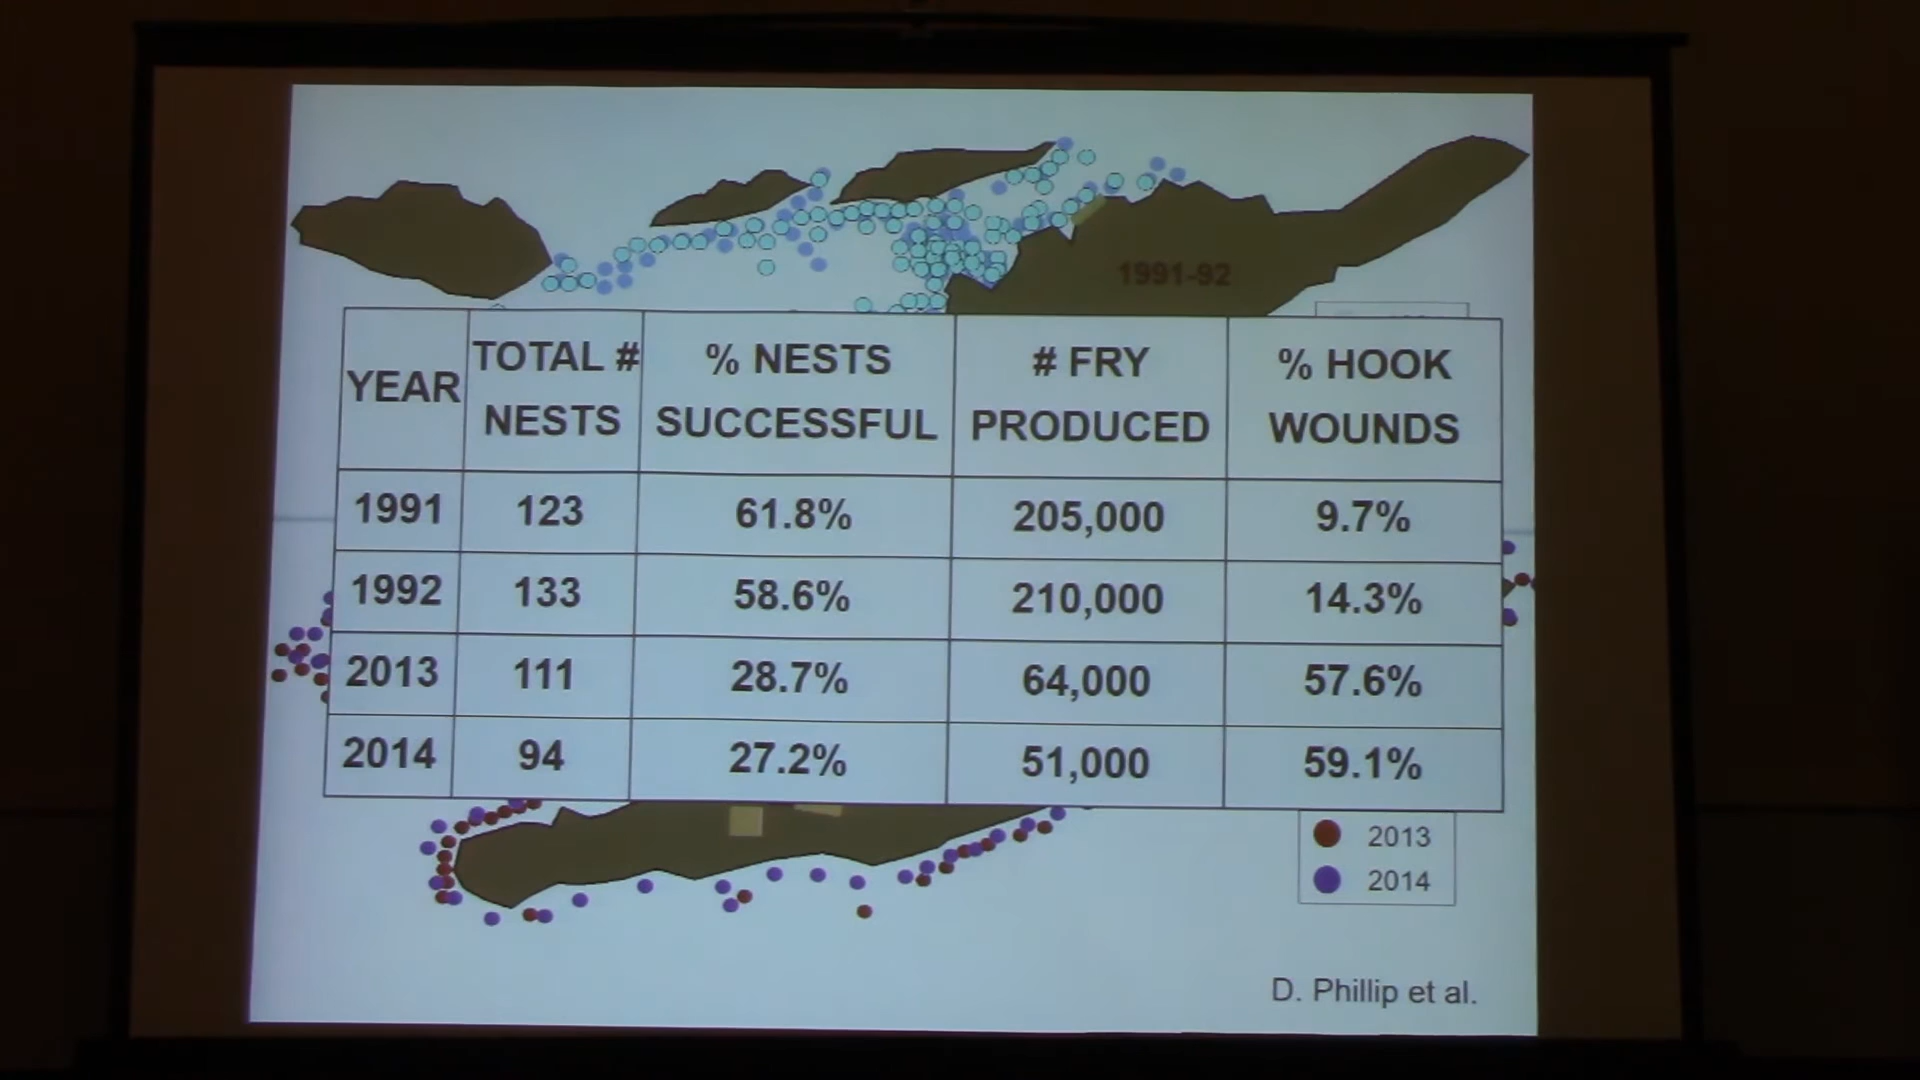 1991-92
YEAR
TOTAL #
NESTS
% NESTS
SUCCESSFUL
# FRY
PRODUCED
% HOOK
WOUNDS
1991 123 61.8% 205,000 9.7%
1992 133 58.6% 210,000 14.3%
2013 111 28.7% 64,000 57.6%
2014 94 27.2% 51,000 59.1%
2013
2014
D. Phillip et al.